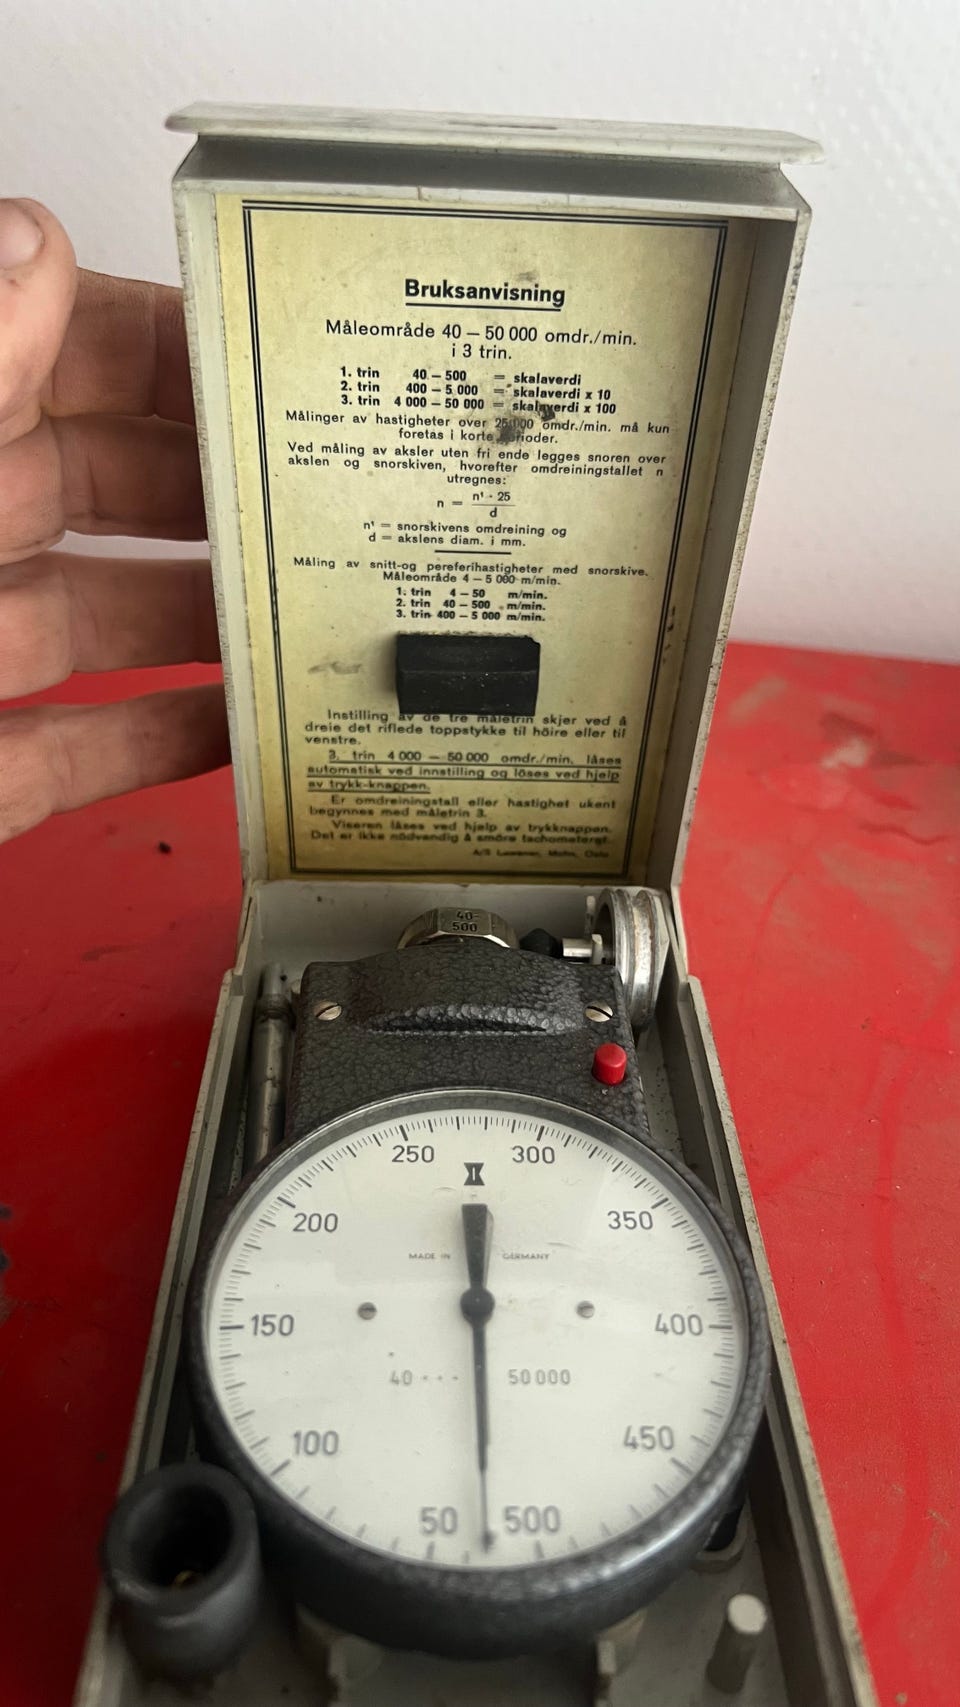 Bruksanvisning
Måleområde 40 – 50 000 omdr./min.
i 3 trin.
1. trin 40 – 500 = skalaverdi
2. trin 400 – 5 000 = skalaverdi x 10
3. trin 4 000 – 50 000 = skalaverdi x 100
Målinger av hastigheter over 25 000 omdr./min. må kun
foretas i korte perioder.
Ved måling av aksler uten fri ende legges snoren over
akslen og snorskiven, hvorefter omdreiningstallet n
utregnes:
n = n¹ · 25
d
n¹ = snorskivens omdreining og
d = akslens diam. i mm.
Måling av snitt-og pereferihastigheter med snorskive.
Måleområde 4 – 5 000 m/min.
1. trin 4 – 50 m/min.
2. trin 40 – 500 m/min.
3. trin 400 – 5 000 m/min.
Instilling av de tre måletrin skjer ved å
dreie det riflede toppstykke til höire eller til
venstre.
3. trin 4 000 – 50 000 omdr./min. låses
automatisk ved innstilling og löses ved hjelp
av trykk-knappen.
Er omdreiningstall eller hastighet ukent
begynnes med måletrin 3.
Viseren låses ved hjelp av trykknappen.
Det er ikke nödvendig å smöre tachometeret.
A/S Oslo
40-
500
250 300
200 350
MADE IN GERMANY
150 400
40 · · · 50 000
100 450
50 500